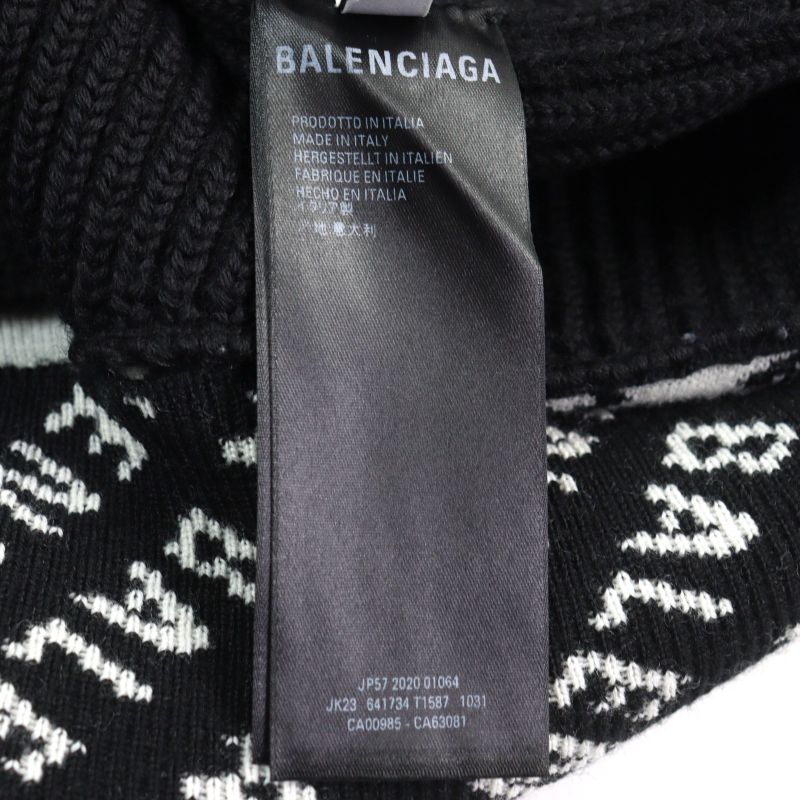 BALENCIAGA
PRODOTTO IN ITALIA
MADE IN ITALY
HERGESTELLT IN ITALIEN
FABRIQUE EN ITALIE
HECHO EN ITALIA
イタリア製
产地 意大利
JP57 2020 01064
JK23 641734 T1587 1031
CA00985 - CA63081